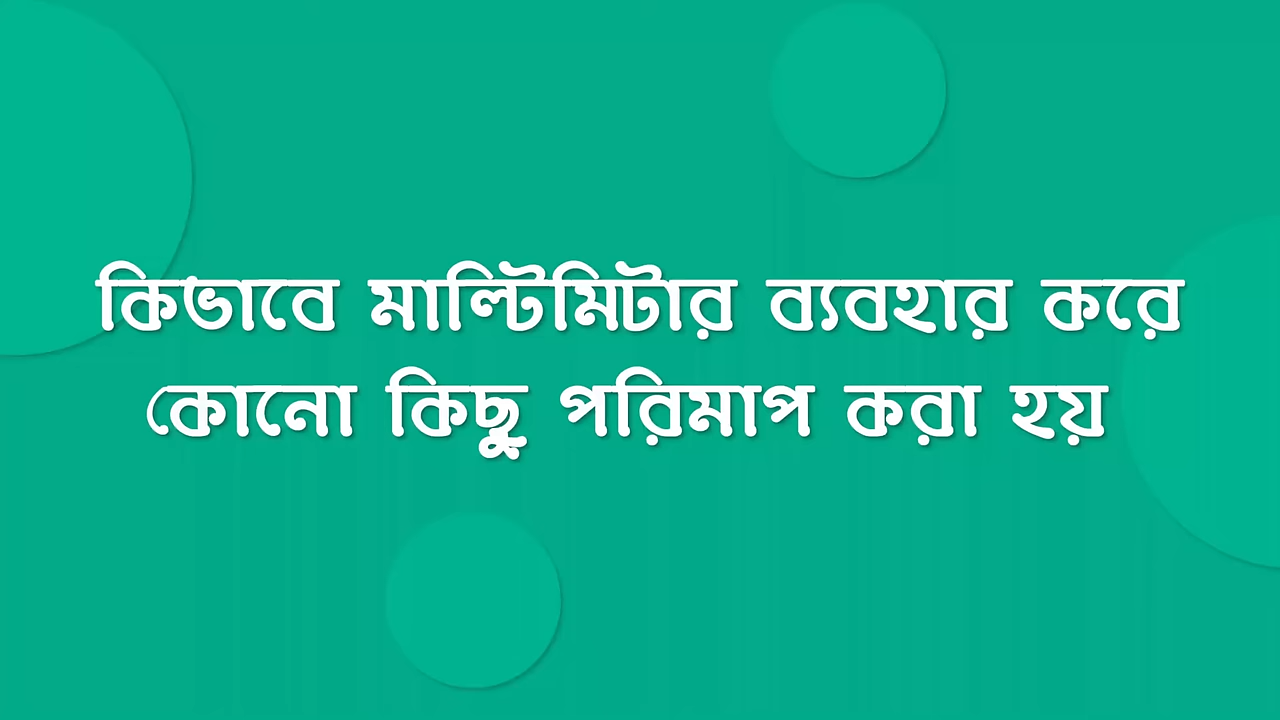 কিভাবে মাল্টিমিটার ব্যবহার করে
কোনো কিছু পরিমাপ করা হয়